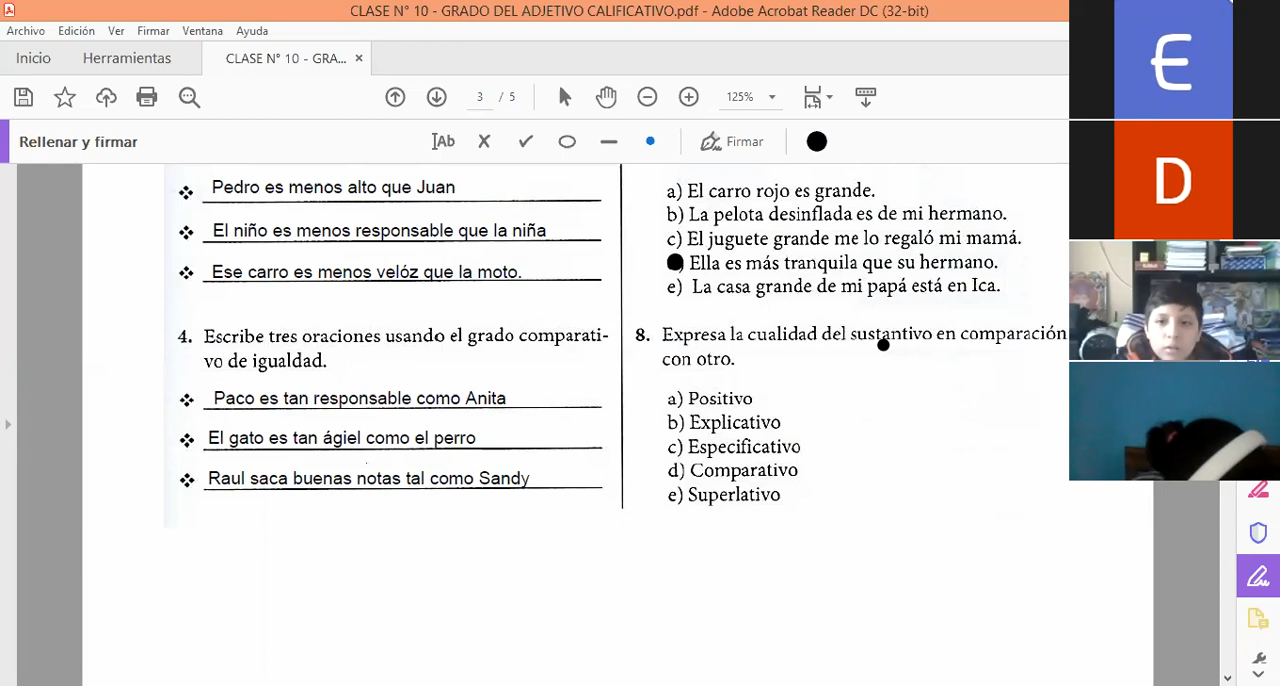 CLASE N° 10 - GRADO DEL ADJETIVO CALIFICATIVO.pdf - Adobe Acrobat Reader DC (32-bit)
Archivo Edición Ver Firmar Ventana Ayuda
Inicio Herramientas CLASE N° 10 - GRA... ×
3 / 5 125%
Rellenar y firmar Ab Firmar
Pedro es menos alto que Juan
El niño es menos responsable que la niña
Ese carro es menos velóz que la moto.
4. Escribe tres oraciones usando el grado comparati-
vo de igualdad.
Paco es tan responsable como Anita
El gato es tan ágiel como el perro
Raul saca buenas notas tal como Sandy
a) El carro rojo es grande.
b) La pelota desinflada es de mi hermano.
c) El juguete grande me lo regaló mi mamá.
) Ella es más tranquila que su hermano.
e) La casa grande de mi papá está en Ica.
8. Expresa la cualidad del sustantivo en comparación
con otro.
a) Positivo
b) Explicativo
c) Especificativo
d) Comparativo
e) Superlativo
E
D